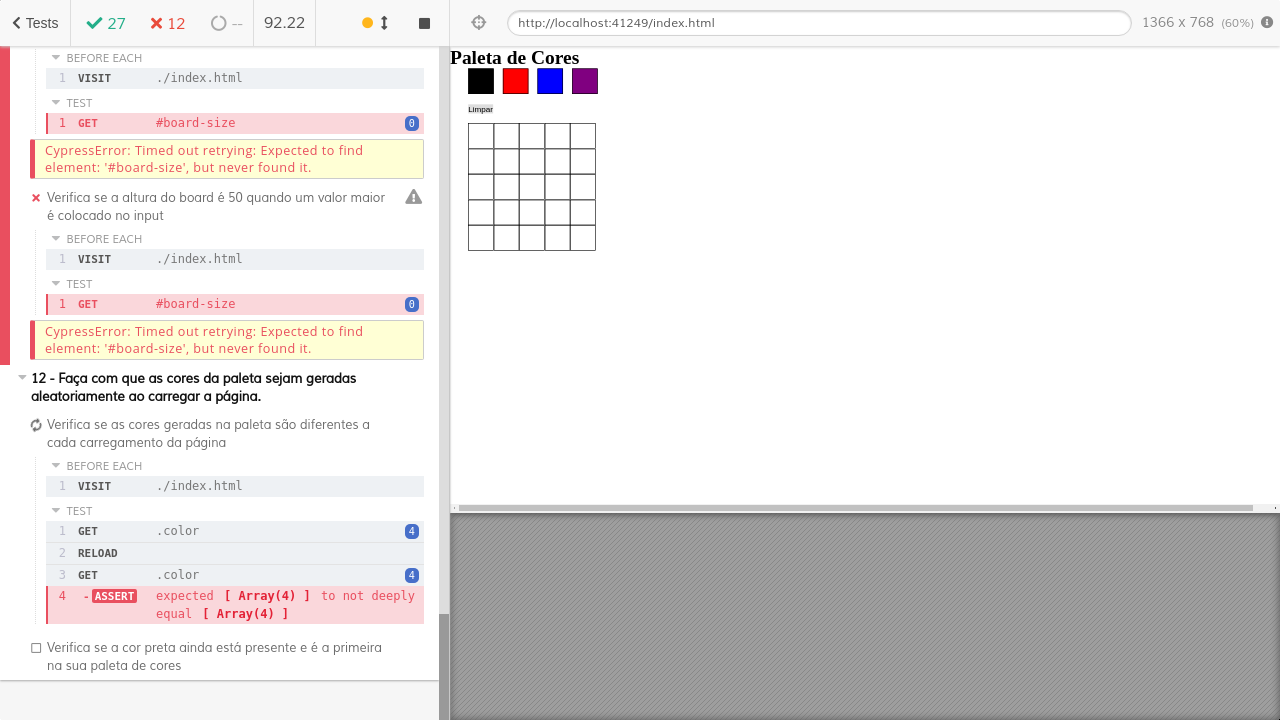 Tests 27 12 -- 92.22 http://localhost:41249/index.html 1366 x 768 (60%)
BEFORE EACH
1 VISIT ./index.html
TEST
1 GET #board-size 0
CypressError: Timed out retrying: Expected to find
element: '#board-size', but never found it.
Verifica se a altura do board é 50 quando um valor maior
é colocado no input
BEFORE EACH
1 VISIT ./index.html
TEST
1 GET #board-size 0
CypressError: Timed out retrying: Expected to find
element: '#board-size', but never found it.
12 - Faça com que as cores da paleta sejam geradas
aleatoriamente ao carregar a página.
Verifica se as cores geradas na paleta são diferentes a
cada carregamento da página
BEFORE EACH
1 VISIT ./index.html
TEST
1 GET .color 4
2 RELOAD
3 GET .color 4
4 -ASSERT expected [ Array(4) ] to not deeply
equal [ Array(4) ]
Verifica se a cor preta ainda está presente e é a primeira
na sua paleta de cores
Paleta de Cores
Limpar